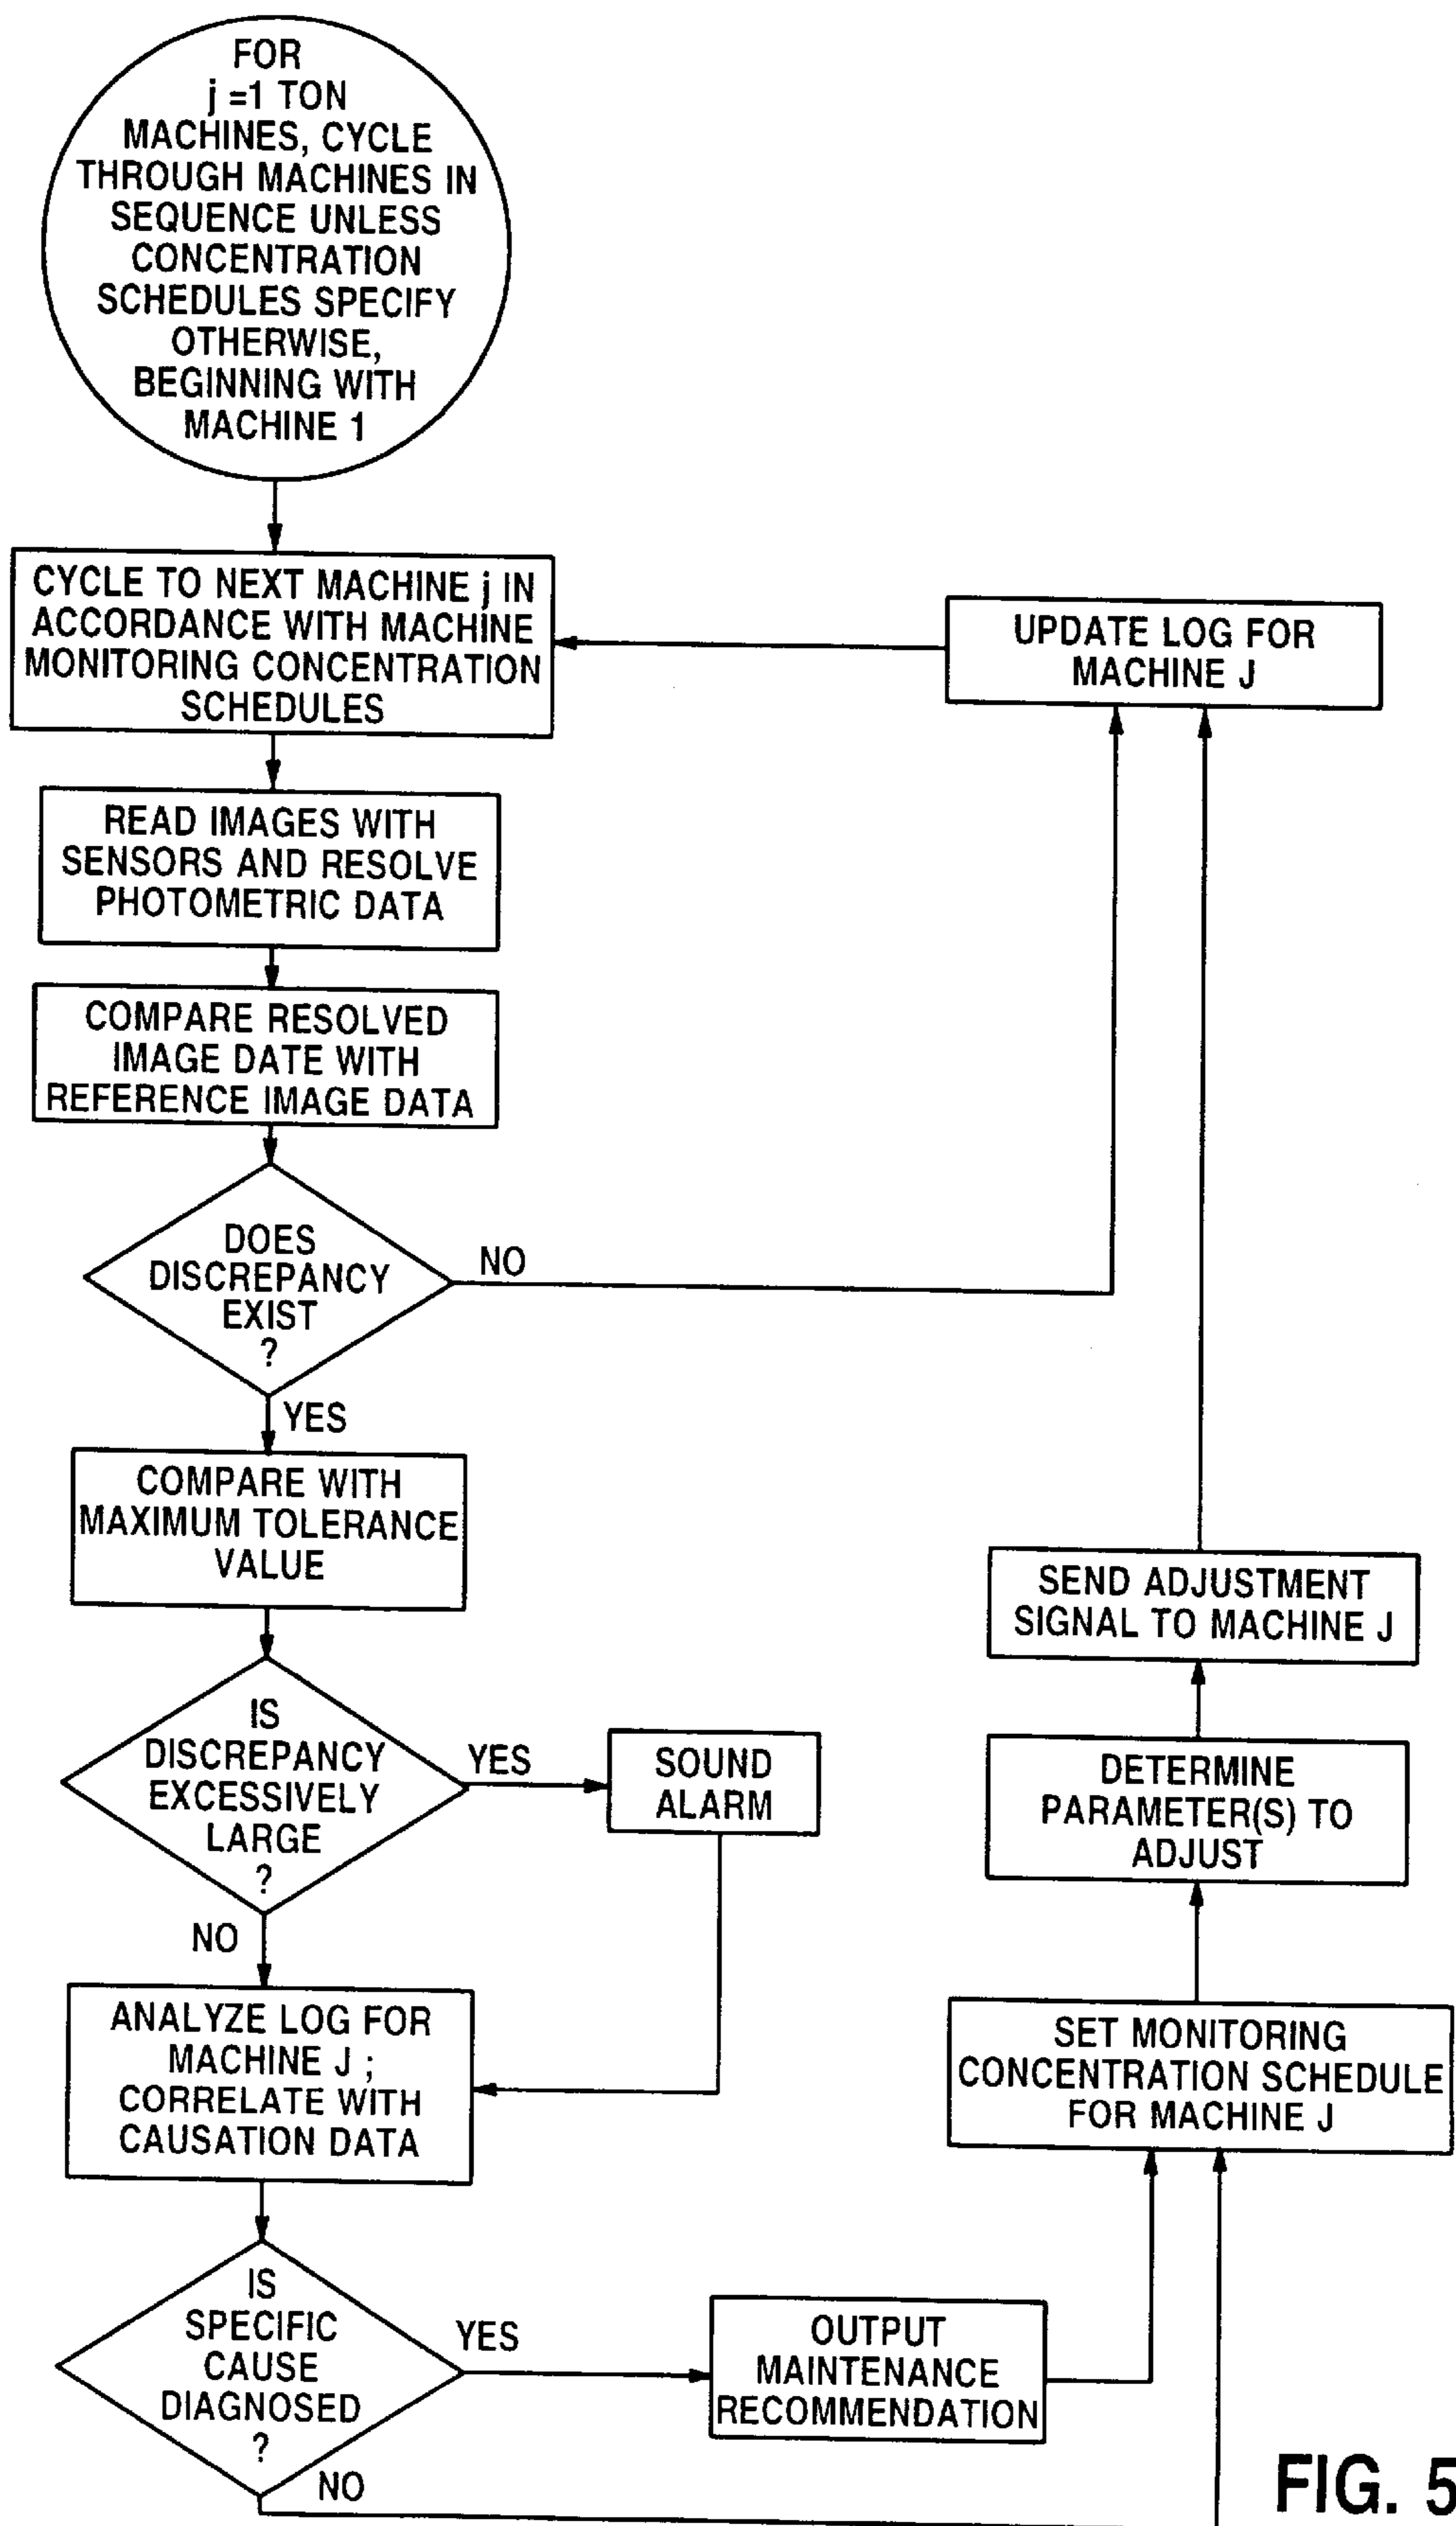 FOR
j =1 TON
MACHINES, CYCLE
THROUGH MACHINES IN
SEQUENCE UNLESS
CONCENTRATION
SCHEDULES SPECIFY
OTHERWISE,
BEGINNING WITH
MACHINE 1
CYCLE TO NEXT MACHINE j IN
ACCORDANCE WITH MACHINE
MONITORING CONCENTRATION
SCHEDULES
UPDATE LOG FOR
MACHINE J
READ IMAGES WITH
SENSORS AND RESOLVE
PHOTOMETRIC DATA
COMPARE RESOLVED
IMAGE DATE WITH
REFERENCE IMAGE DATA
DOES
DISCREPANCY
EXIST
?
NO
YES
COMPARE WITH
MAXIMUM TOLERANCE
VALUE
IS
DISCREPANCY
EXCESSIVELY
LARGE
?
YES
SOUND
ALARM
NO
ANALYZE LOG FOR
MACHINE J ;
CORRELATE WITH
CAUSATION DATA
IS
SPECIFIC
CAUSE
DIAGNOSED
?
YES
OUTPUT
MAINTENANCE
RECOMMENDATION
NO
SET MONITORING
CONCENTRATION SCHEDULE
FOR MACHINE J
DETERMINE
PARAMETER(S) TO
ADJUST
SEND ADJUSTMENT
SIGNAL TO MACHINE J
FIG. 5